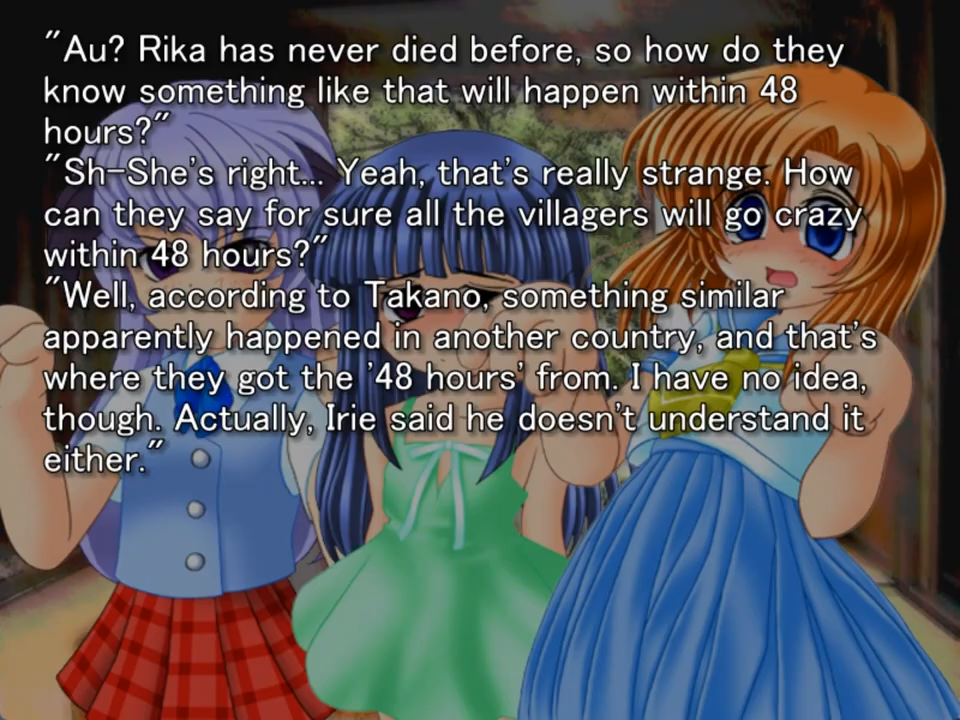 "Au? Rika has never died before, so how do they
know something like that will happen within 48
hours?"
"Sh-She's right... Yeah, that's really strange. How
can they say for sure all the villagers will go crazy
within 48 hours?"
"Well, according to Takano, something similar
apparently happened in another country, and that's
where they got the '48 hours' from. I have no idea,
though. Actually, Irie said he doesn't understand it
either."